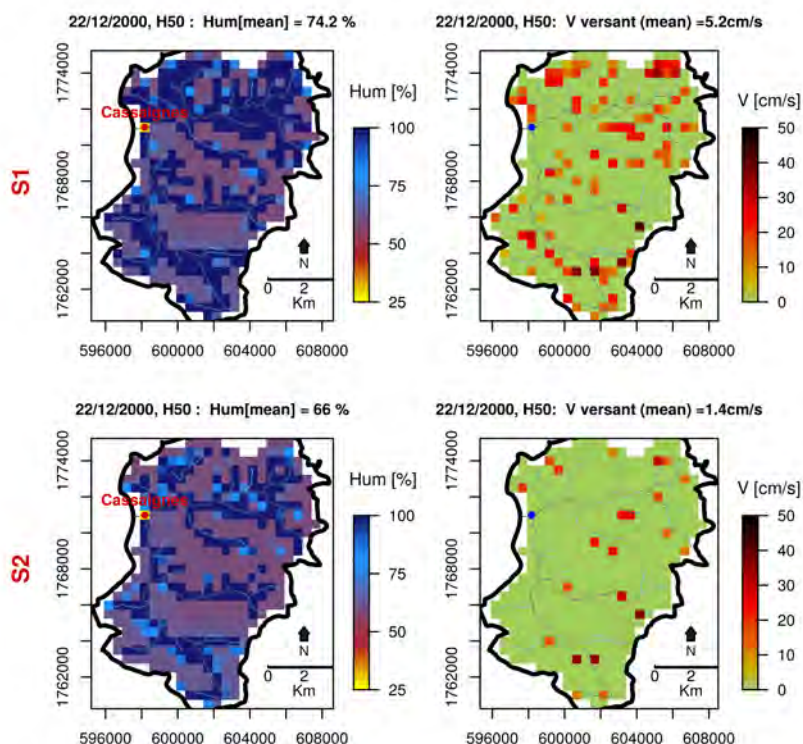 22/12/2000, H50 : Hum[mean] = 74.2 %
22/12/2000, H50: V versant (mean) =5.2cm/s
S1
1774000
1768000
1762000
Cassaignes
Hum [%]
100
75
50
25
N
0 2
Km
596000 600000 604000 608000
1774000
1768000
1762000
V [cm/s]
50
40
30
20
10
0
N
0 2
Km
596000 600000 604000 608000
22/12/2000, H50 : Hum[mean] = 66 %
22/12/2000, H50: V versant (mean) =1.4cm/s
S2
1774000
1768000
1762000
Cassaignes
Hum [%]
100
75
50
25
N
0 2
Km
596000 600000 604000 608000
1774000
1768000
1762000
V [cm/s]
50
40
30
20
10
0
N
0 2
Km
596000 600000 604000 608000